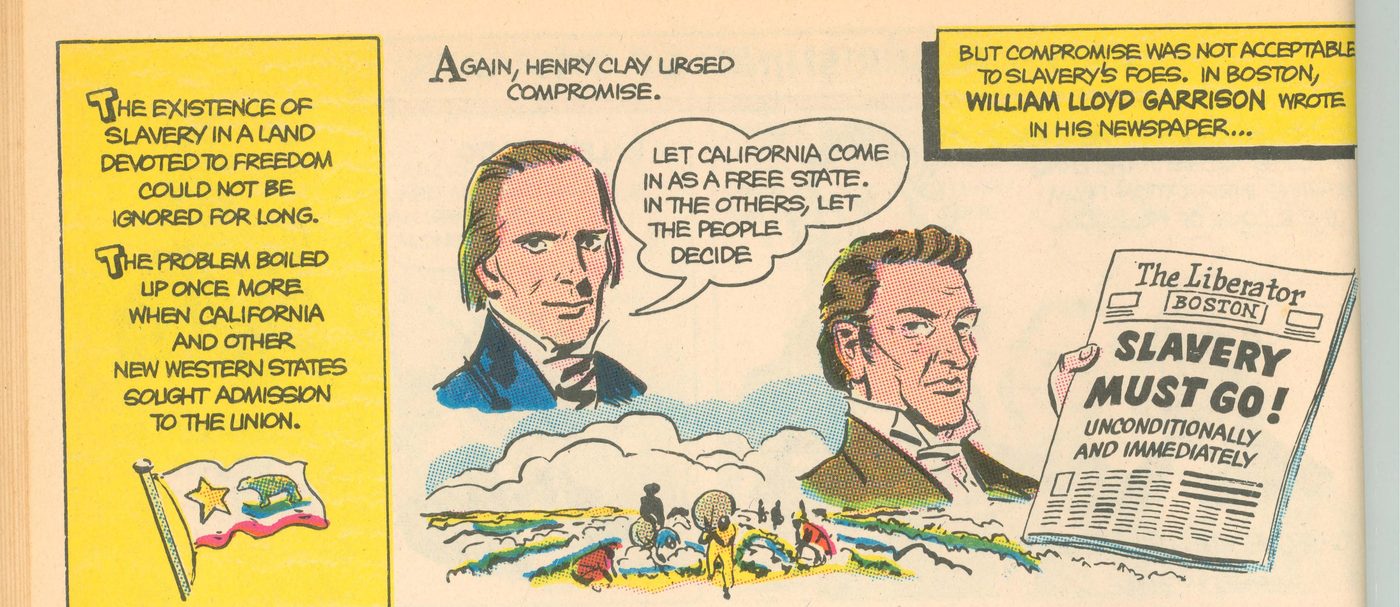 THE EXISTENCE OF
SLAVERY IN A LAND
DEVOTED TO FREEDOM
COULD NOT BE
IGNORED FOR LONG.
THE PROBLEM BOILED
UP ONCE MORE
WHEN CALIFORNIA
AND OTHER
NEW WESTERN STATES
SOUGHT ADMISSION
TO THE UNION.
AGAIN, HENRY CLAY URGED
COMPROMISE.
LET CALIFORNIA COME
IN AS A FREE STATE.
IN THE OTHERS, LET
THE PEOPLE
DECIDE
BUT COMPROMISE WAS NOT ACCEPTABLE
TO SLAVERY'S FOES. IN BOSTON,
WILLIAM LLOYD GARRISON WROTE
IN HIS NEWSPAPER...
The Liberator
BOSTON
SLAVERY
MUST GO!
UNCONDITIONALLY
AND IMMEDIATELY